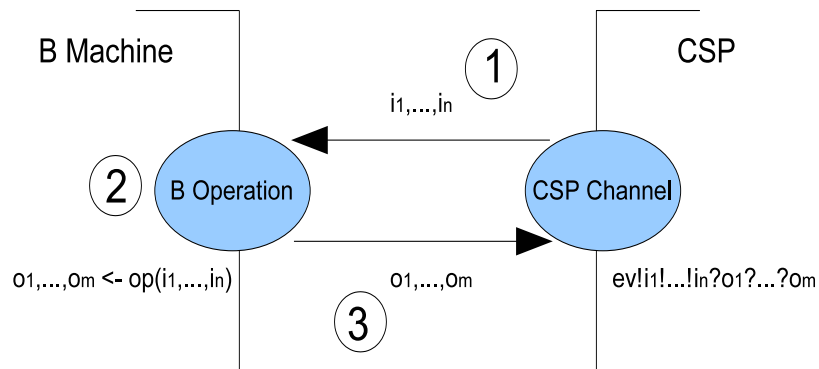 B Machine
CSP
1
i1,...,in
2
B Operation
CSP Channel
o1,...,om <- op(i1,...,in)
o1,...,om
ev!i1!...!in?o1?...?om
3